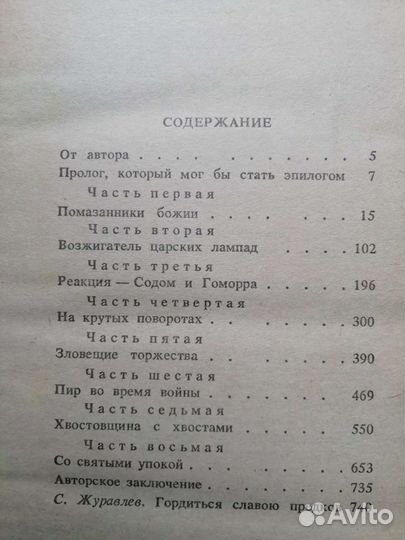 СОДЕРЖАНИЕ
От автора . . . . . . . . . . . 5
Пролог, который мог бы стать эпилогом 7
Часть первая
Помазанники божии . . . . . . 15
Часть вторая
Возжигатель царских лампад . . . . 102
Часть третья
Реакция — Содом и Гоморра . . . . 196
Часть четвертая
На крутых поворотах . . . . . . 300
Часть пятая
Зловещие торжества . . . . . . 390
Часть шестая
Пир во время войны . . . . . . 469
Часть седьмая
Хвостовщина с хвостами . . . . . 550
Часть восьмая
Со святыми упокой . . . . . . . 653
Авторское заключение . . . . . . 735
С. Журавлев. Гордиться славою 740
Avito